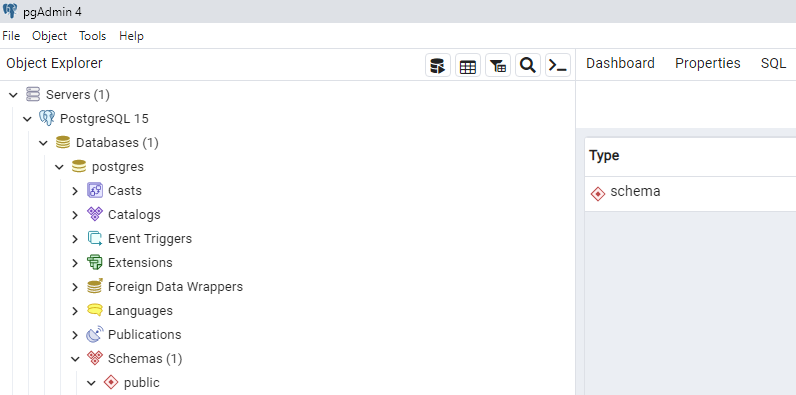 pgAdmin 4
File Object Tools Help
Object Explorer
Dashboard Properties SQL
Servers (1)
PostgreSQL 15
Databases (1)
postgres
Casts
Catalogs
Event Triggers
Extensions
Foreign Data Wrappers
Languages
Publications
Schemas (1)
public
Type
schema